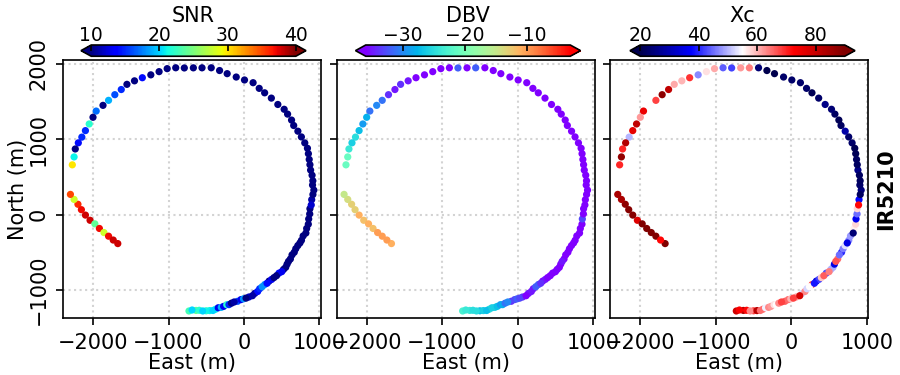 SNR DBV Xc
10 20 30 40 −30 −20 −10 20 40 60 80
2000
1000
0
−1000
North (m)
IR5210
−2000 −1000 0 1000 −2000 −1000 0 1000 −2000 −1000 0 1000
East (m) East (m) East (m)